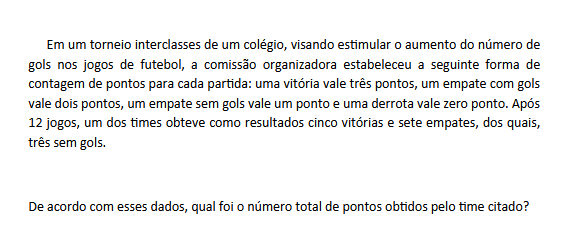 Em um torneio interclasses de um colégio, visando estimular o aumento do número de
gols nos jogos de futebol, a comissão organizadora estabeleceu a seguinte forma de
contagem de pontos para cada partida: uma vitória vale três pontos, um empate com gols
vale dois pontos, um empate sem gols vale um ponto e uma derrota vale zero ponto. Após
12 jogos, um dos times obteve como resultados cinco vitórias e sete empates, dos quais,
três sem gols.
De acordo com esses dados, qual foi o número total de pontos obtidos pelo time citado?